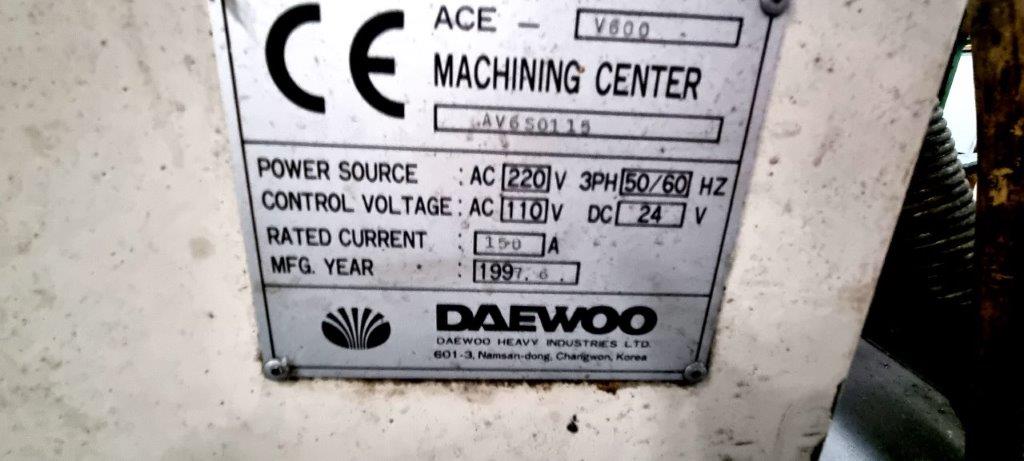 CE
ACE - V600
MACHINING CENTER
AV6S0115
POWER SOURCE : AC 220 V 3PH 50/60 HZ
CONTROL VOLTAGE : AC 110 V DC 24 V
RATED CURRENT : 150 A
MFG. YEAR : 1997. 6 .
DAEWOO
DAEWOO HEAVY INDUSTRIES LTD.
601-3, Namsan-dong, Changwon, Korea